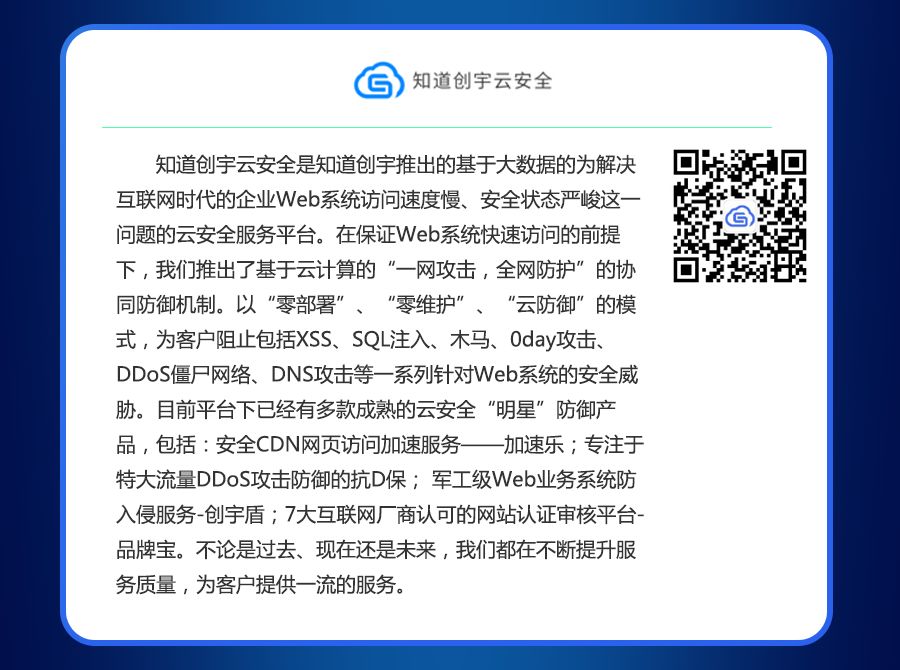 知道创宇云安全
知道创宇云安全是知道创宇推出的基于大数据的为解决
互联网时代的企业Web系统访问速度慢、安全状态严峻这一
问题的云安全服务平台。在保证Web系统快速访问的前提
下，我们推出了基于云计算的“一网攻击，全网防护”的协
同防御机制。以“零部署”、“零维护”、“云防御”的模
式，为客户阻止包括XSS、SQL注入、木马、0day攻击、
DDoS僵尸网络、DNS攻击等一系列针对Web系统的安全威
胁。目前平台下已经有多款成熟的云安全“明星”防御产
品，包括：安全CDN网页访问加速服务——加速乐；专注于
特大流量DDoS攻击防御的抗D保； 军工级Web业务系统防
入侵服务-创宇盾；7大互联网厂商认可的网站认证审核平台-
品牌宝。不论是过去、现在还是未来，我们都在不断提升服
务质量，为客户提供一流的服务。